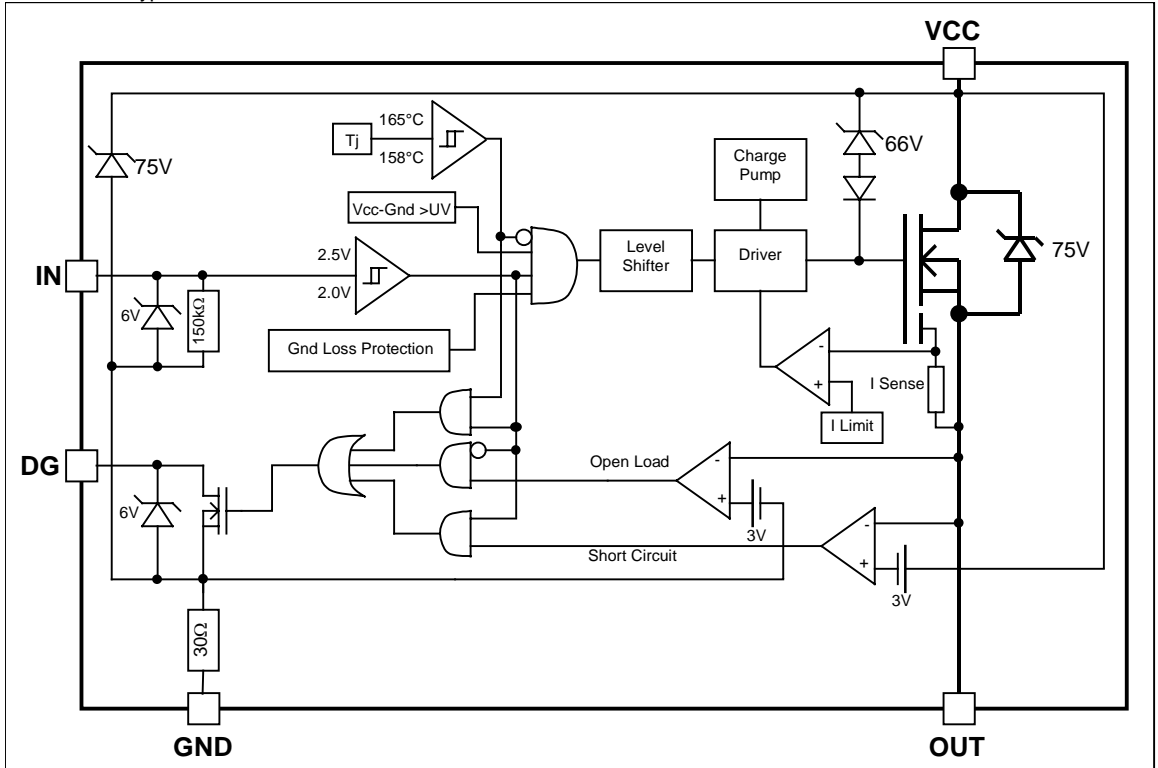 VCC
165°C
Tj
158°C
75V
66V
Charge
Pump
Vcc-Gnd >UV
Level
Shifter
Driver
75V
2.5V
IN
2.0V
6V
150kΩ
Gnd Loss Protection
-
+
I Sense
I Limit
DG
Open Load
-
+
3V
6V
Short Circuit
-
+
3V
30Ω
GND
OUT